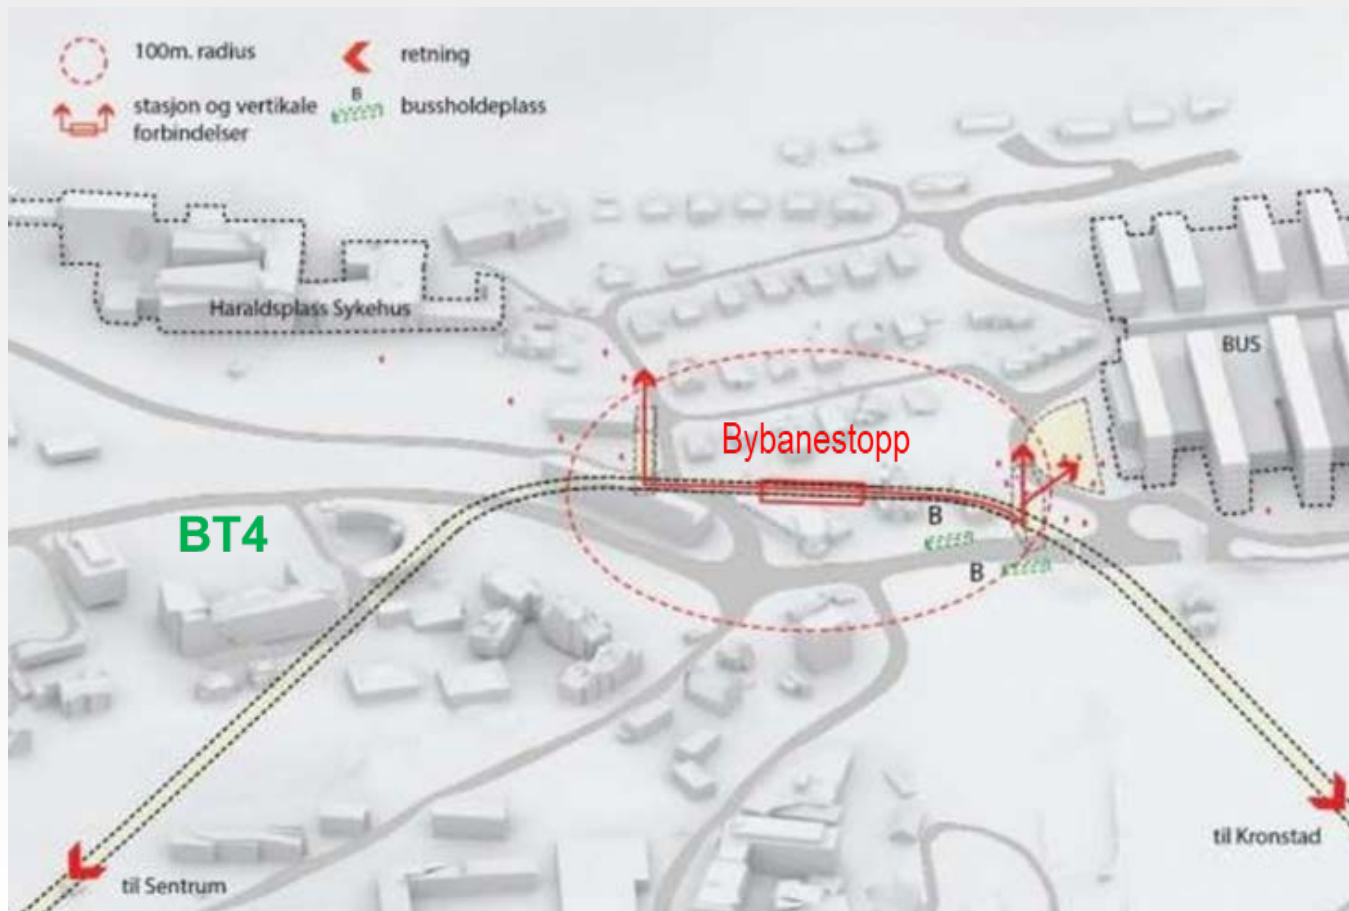 100m. radius
retning
stasjon og vertikale
forbindelser
B
bussholdeplass
Haraldsplass Sykehus
BUS
Bybanestopp
B
BT4
B
til Kronstad
til Sentrum